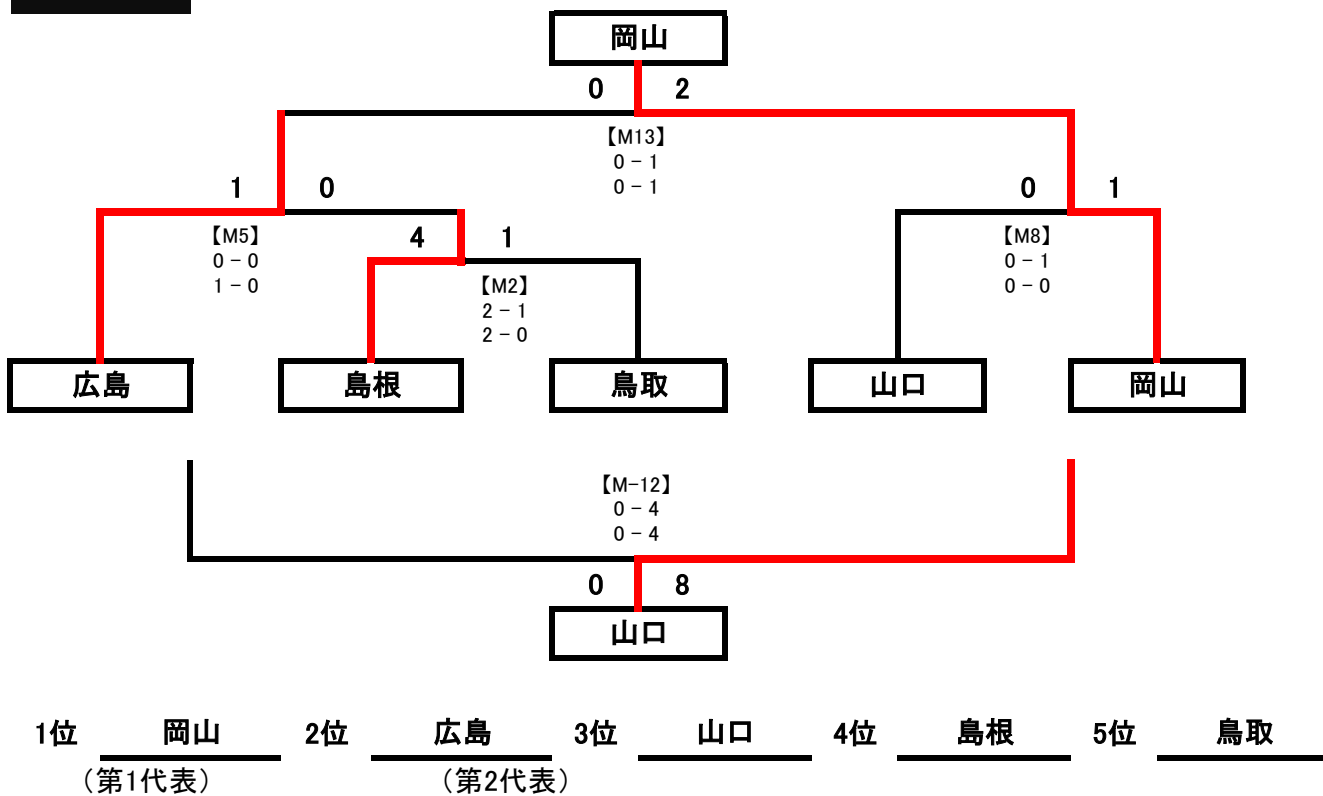 岡山
0 2
【M13】
0 − 1
0 − 1
1 0
0 1
【M5】
0 − 0
1 − 0
4 1
【M8】
0 − 1
0 − 0
【M2】
2 − 1
2 − 0
広島 島根 鳥取 山口 岡山
【M−12】
0 − 4
0 − 4
0 8
山口
1位 岡山 2位 広島 3位 山口 4位 島根 5位 鳥取
（第1代表） （第2代表）